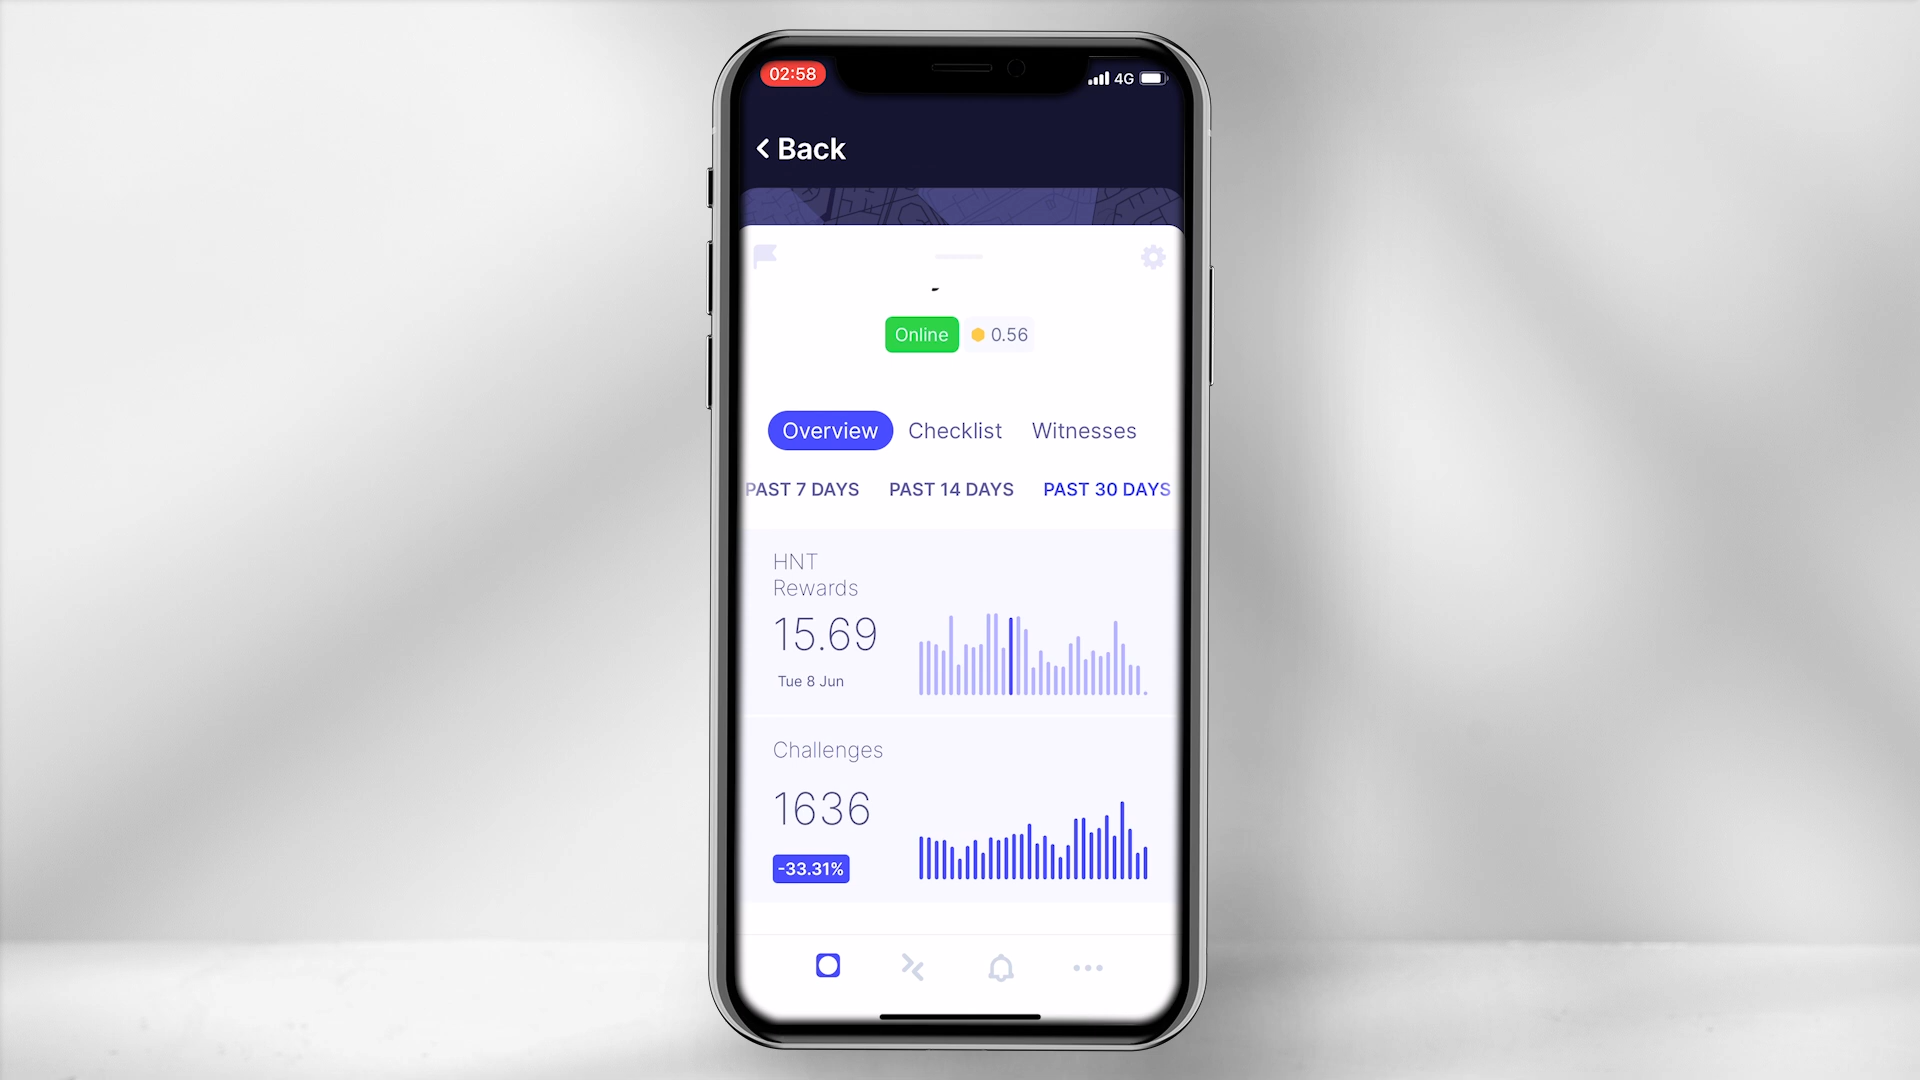 02:58
4G
Back
Online
0.56
Overview Checklist Witnesses
PAST 7 DAYS PAST 14 DAYS PAST 30 DAYS
HNT
Rewards
15.69
Tue 8 Jun
Challenges
1636
-33.31%